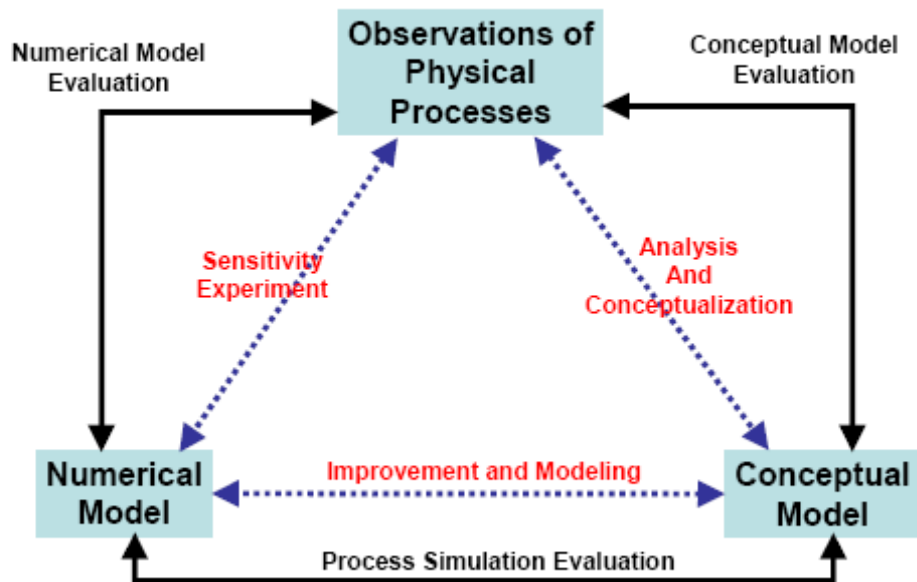 Numerical Model
Evaluation
Observations of
Physical
Processes
Conceptual Model
Evaluation
Sensitivity
Experiment
Analysis
And
Conceptualization
Numerical
Model
Improvement and Modeling
Conceptual
Model
Process Simulation Evaluation